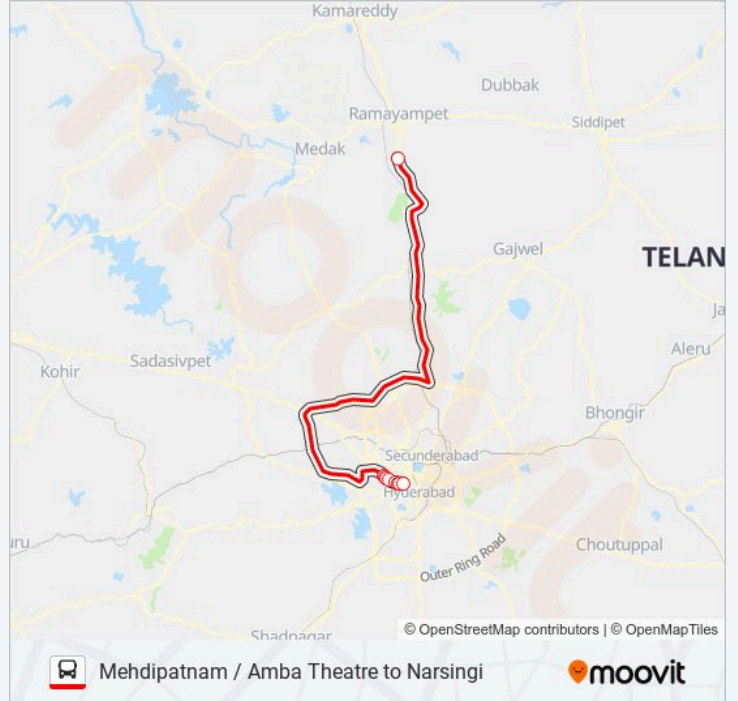 Kamareddy
Dubbak
Ramayampet
Siddipet
Medak
Gajwel
TELAN
Ja
Aleru
Sadasivpet
Kohir
Bhongir
Secunderabad
Hyderabad
uru
Choutuppal
Outer Ring Road
Shadnagar
© OpenStreetMap contributors | © OpenMapTiles
Mehdipatnam / Amba Theatre to Narsingi
moovit